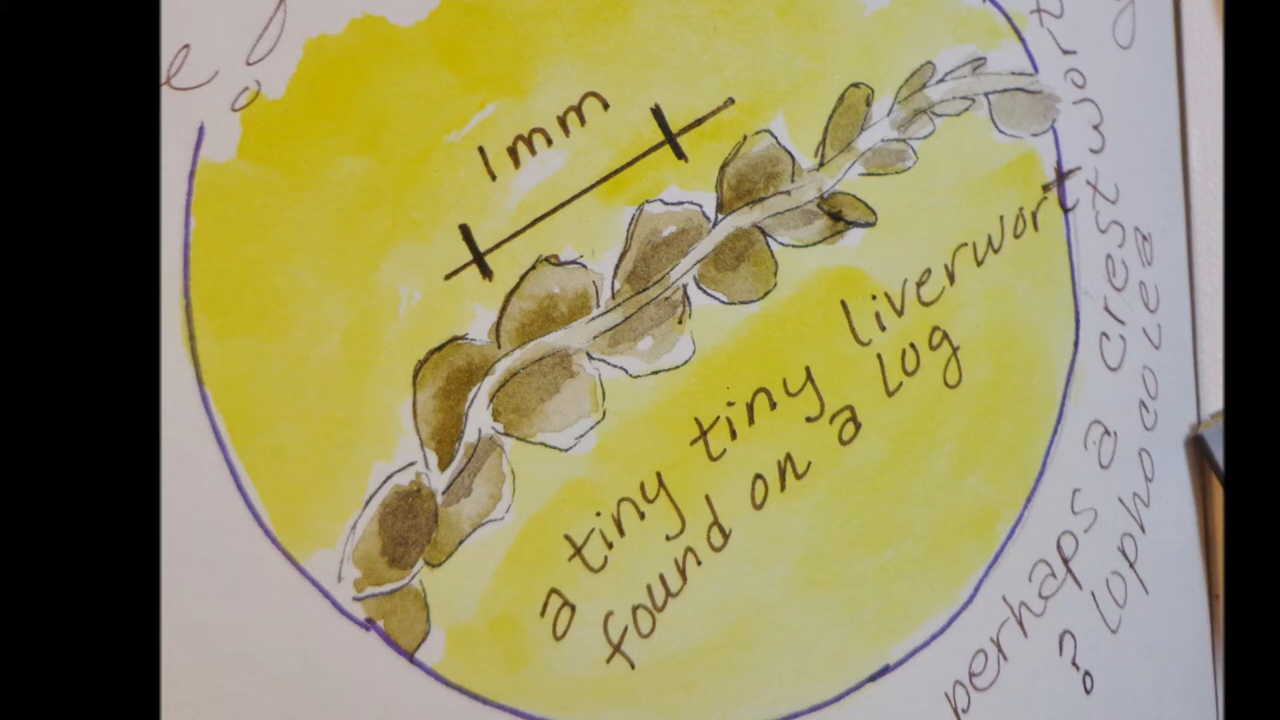 1mm
a tiny tiny liverwort
found on a log
perhaps a crestwort
? lophocolea